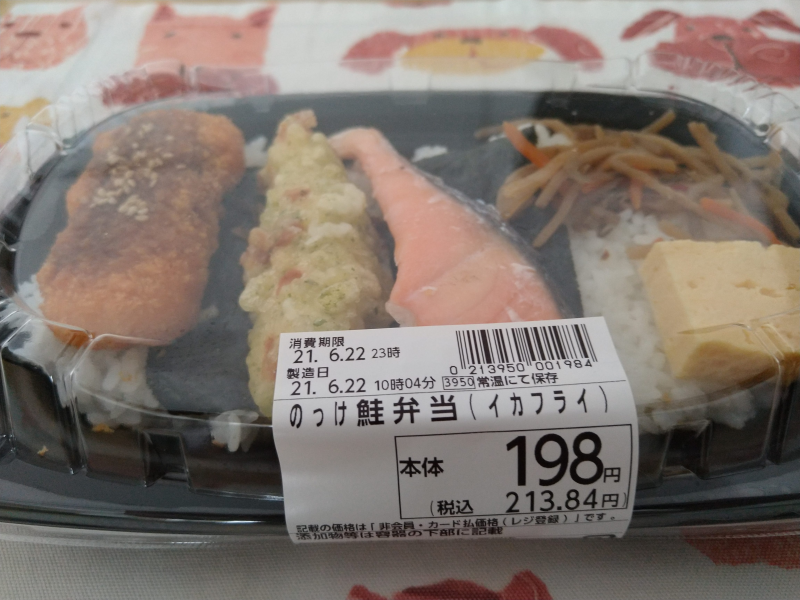 消費期限
21. 6.22 23時
製造日
21. 6.22 10時04分
0 213950 001984
3950 常温にて保存
のっけ鮭弁当(イカフライ)
本体 198円
(税込 213.84円)
記載の価格は「非会員・カード払価格(レジ登録)」です。
添加物等は容器の下部に記載